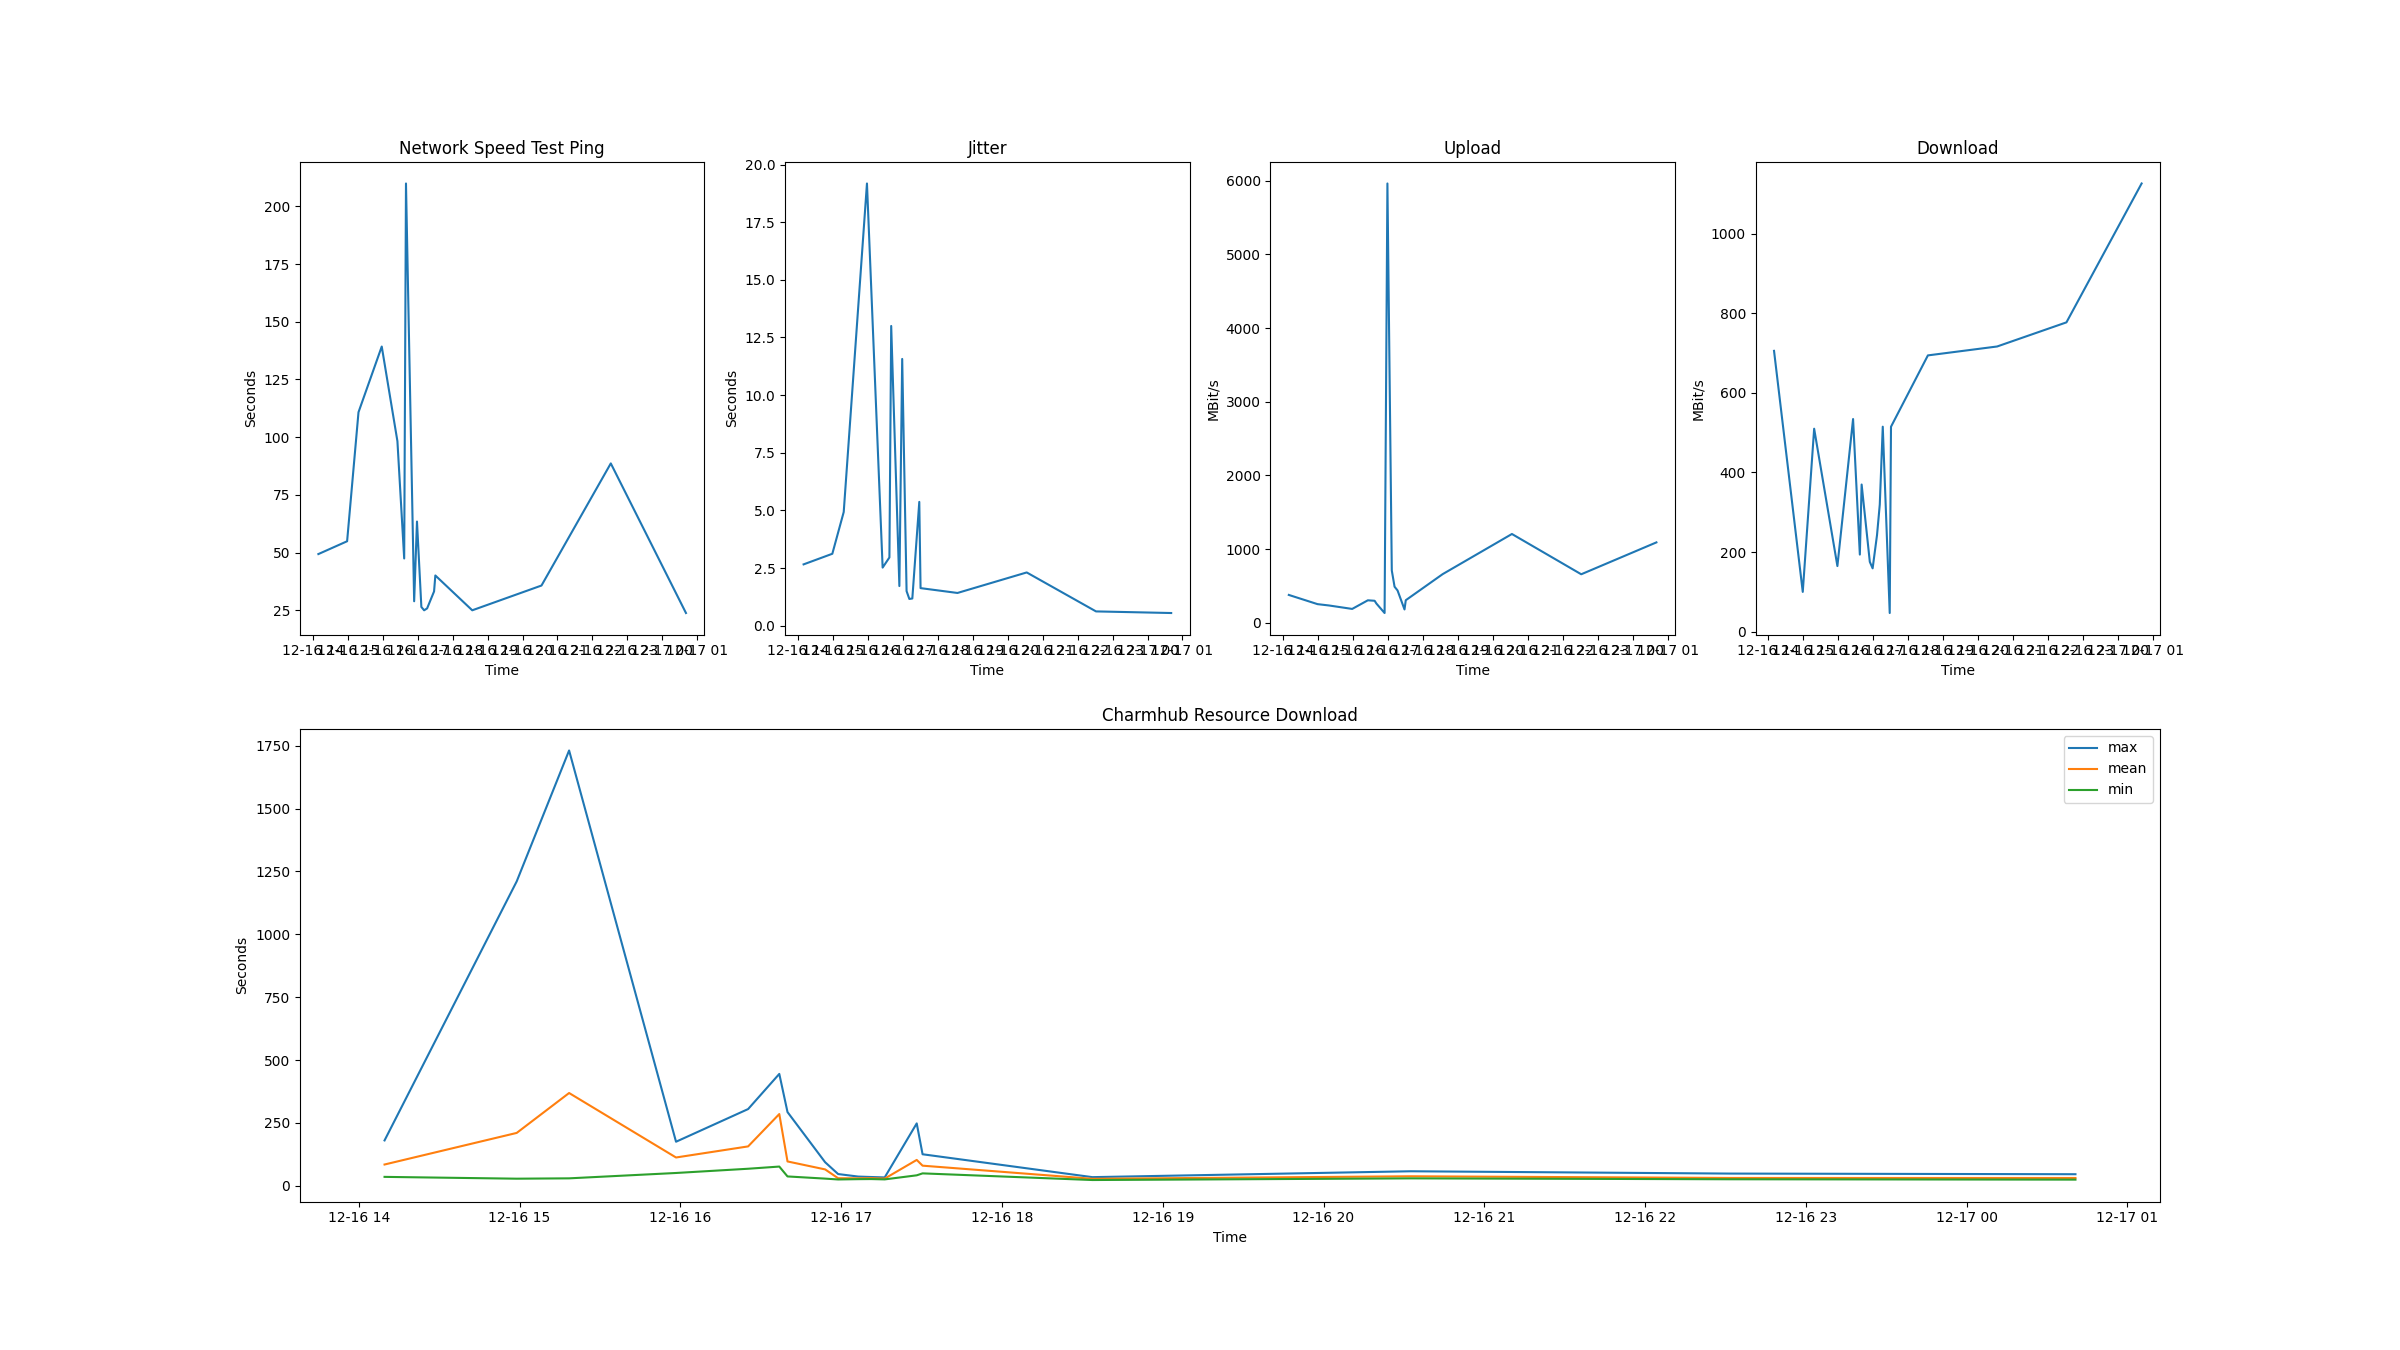 Network Speed Test Ping
Seconds
200
175
150
125
100
75
50
25
Time
Jitter
Seconds
20.0
17.5
15.0
12.5
10.0
7.5
5.0
2.5
0.0
Time
Upload
MBit/s
6000
5000
4000
3000
2000
1000
0
Time
Download
MBit/s
1000
800
600
400
200
0
Time
Charmhub Resource Download
Seconds
1750
1500
1250
1000
750
500
250
0
max
mean
min
12-16 14 12-16 15 12-16 16 12-16 17 12-16 18 12-16 19 12-16 20 12-16 21 12-16 22 12-16 23 12-17 00 12-17 01
Time